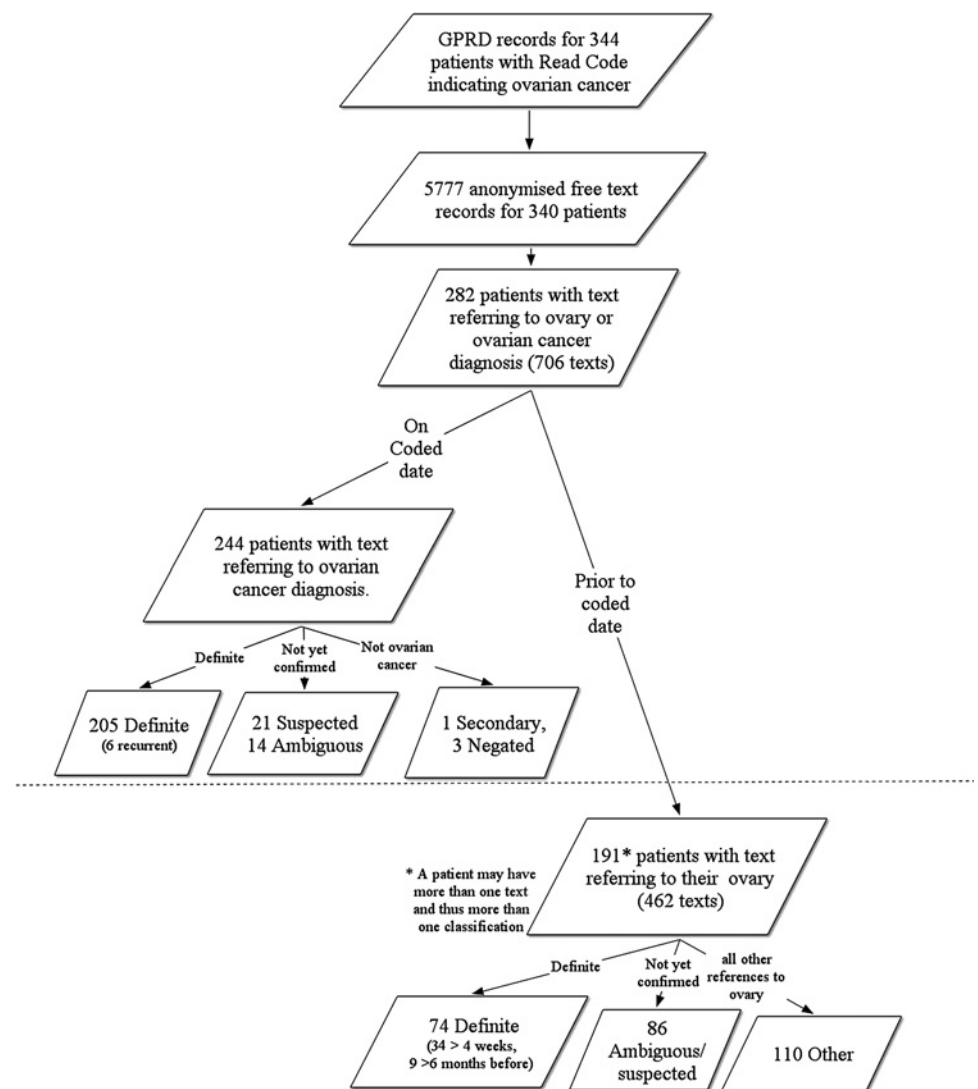 GPRD records for 344
patients with Read Code
indicating ovarian cancer
5777 anonymised free text
records for 340 patients
282 patients with text
referring to ovary or
ovarian cancer
diagnosis (706 texts)
On
Coded
date
244 patients with text
referring to ovarian
cancer diagnosis.
Prior to
coded
date
Definite
Not yet
confirmed
Not ovarian
cancer
205 Definite
(6 recurrent)
21 Suspected
14 Ambiguous
1 Secondary,
3 Negated
* A patient may have
more than one text
and thus more than
one classification
191* patients with text
referring to their ovary
(462 texts)
Definite
Not yet
confirmed
all other
references to
ovary
74 Definite
(34 > 4 weeks,
9 >6 months before)
86
Ambiguous/
suspected
110 Other